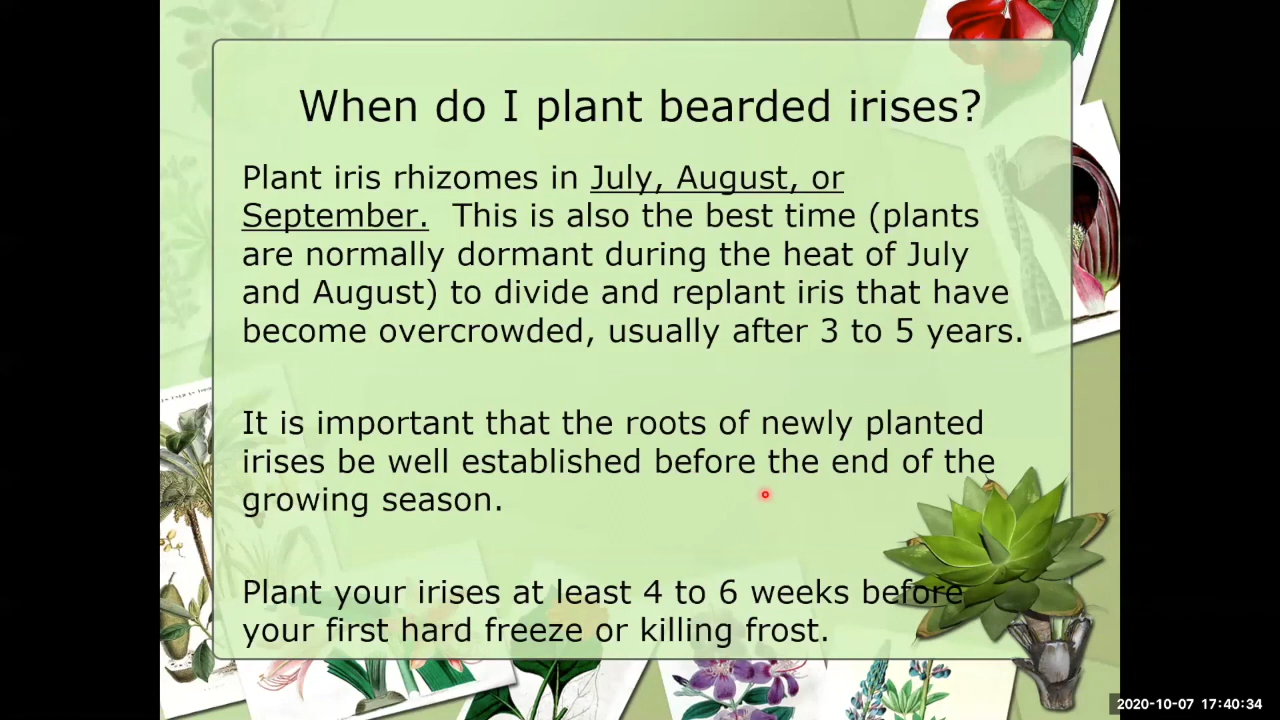 When do I plant bearded irises?
Plant iris rhizomes in July, August, or
September.  This is also the best time (plants
are normally dormant during the heat of July
and August) to divide and replant iris that have
become overcrowded, usually after 3 to 5 years.
It is important that the roots of newly planted
irises be well established before the end of the
growing season.
Plant your irises at least 4 to 6 weeks before
your first hard freeze or killing frost.
2020-10-07 17:40:34